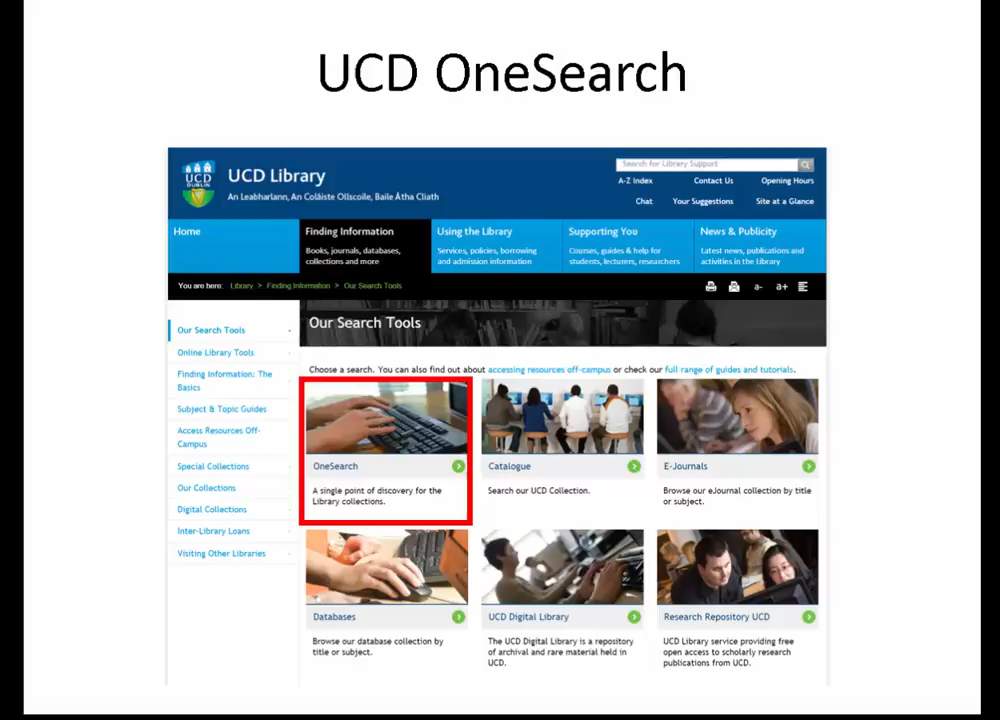 UCD OneSearch
UCD
DUBLIN
UCD Library
An Leabharlann, An Coláiste Ollscoile, Baile Átha Cliath
Search for Library Support
A-Z Index
Contact Us
Opening Hours
Chat
Your Suggestions
Site at a Glance
Home
Finding Information
Books, journals, databases,
collections and more
Using the Library
Services, policies, borrowing
and admission information
Supporting You
Courses, guides & help for
students, lecturers, researchers
News & Publicity
Latest news, publications and
activities in the Library
You are here: Library > Finding Information > Our Search Tools
a- a+
Our Search Tools
Online Library Tools
Finding Information: The
Basics
Subject & Topic Guides
Access Resources Off-
Campus
Special Collections
Our Collections
Digital Collections
Inter-Library Loans
Visiting Other Libraries
Our Search Tools
Choose a search. You can also find out about accessing resources off-campus or check our full range of guides and tutorials.
OneSearch
A single point of discovery for the
Library collections.
Catalogue
Search our UCD Collection.
E-Journals
Browse our eJournal collection by title
or subject.
Databases
Browse our database collection by
title or subject.
UCD Digital Library
The UCD Digital Library is a repository
of archival and rare material held in
UCD.
Research Repository UCD
UCD Library service providing free
open access to scholarly research
publications from UCD.